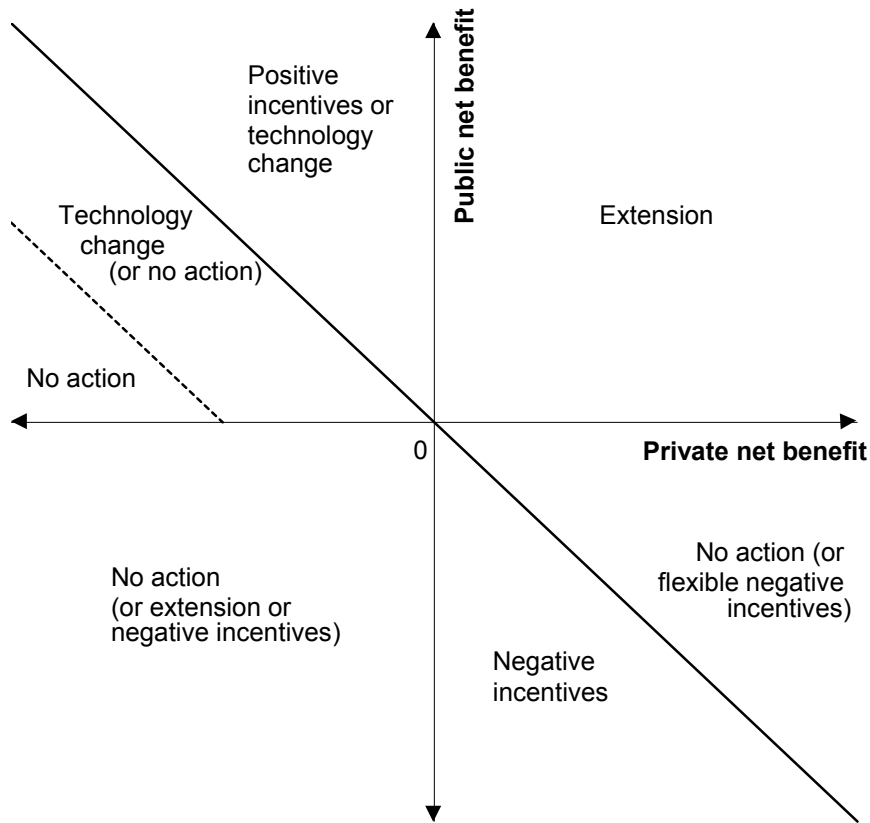 Public net benefit
Positive
incentives or
technology
change
Extension
Technology
change
(or no action)
No action
0
Private net benefit
No action (or
flexible negative
incentives)
No action
(or extension or
negative incentives)
Negative
incentives